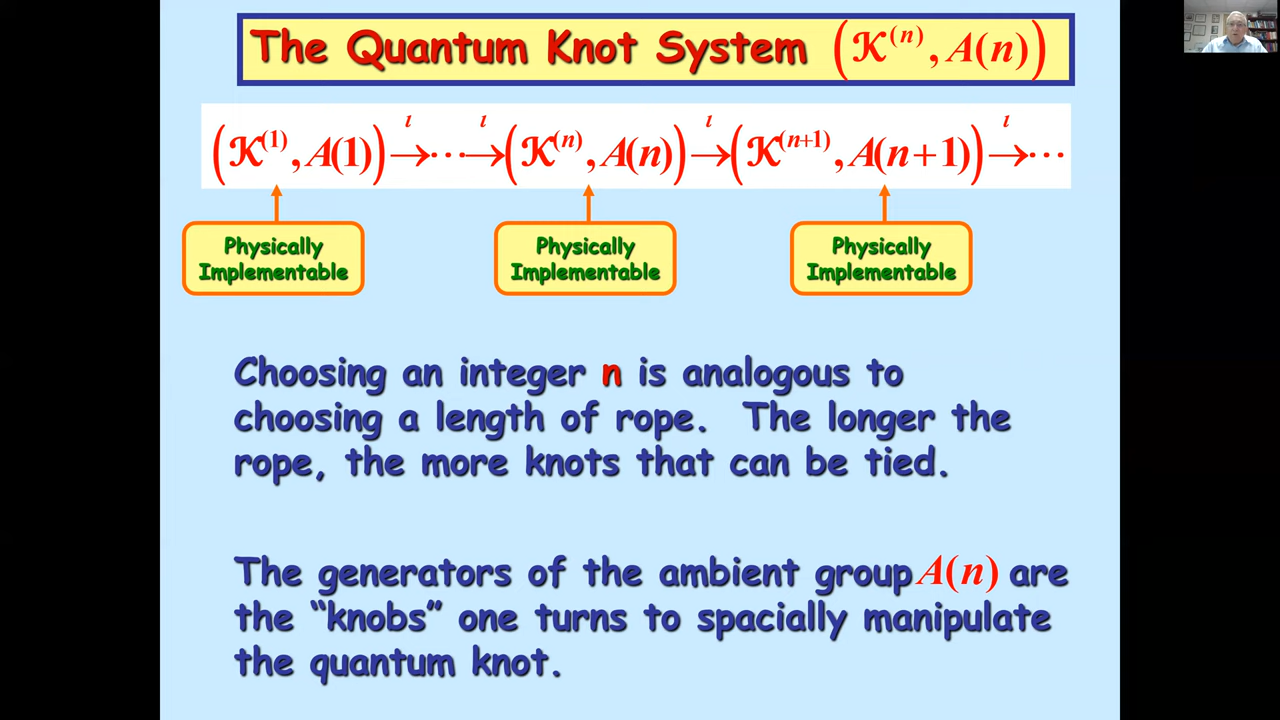 The Quantum Knot System (𝒦^(n), A(n))
(𝒦^(1), A(1)) →^ι ⋯ →^ι (𝒦^(n), A(n)) →^ι (𝒦^(n+1), A(n+1)) →^ι ⋯
Physically
Implementable
Physically
Implementable
Physically
Implementable
Choosing an integer n is analogous to
choosing a length of rope. The longer the
rope, the more knots that can be tied.
The generators of the ambient group A(n) are
the “knobs” one turns to spacially manipulate
the quantum knot.